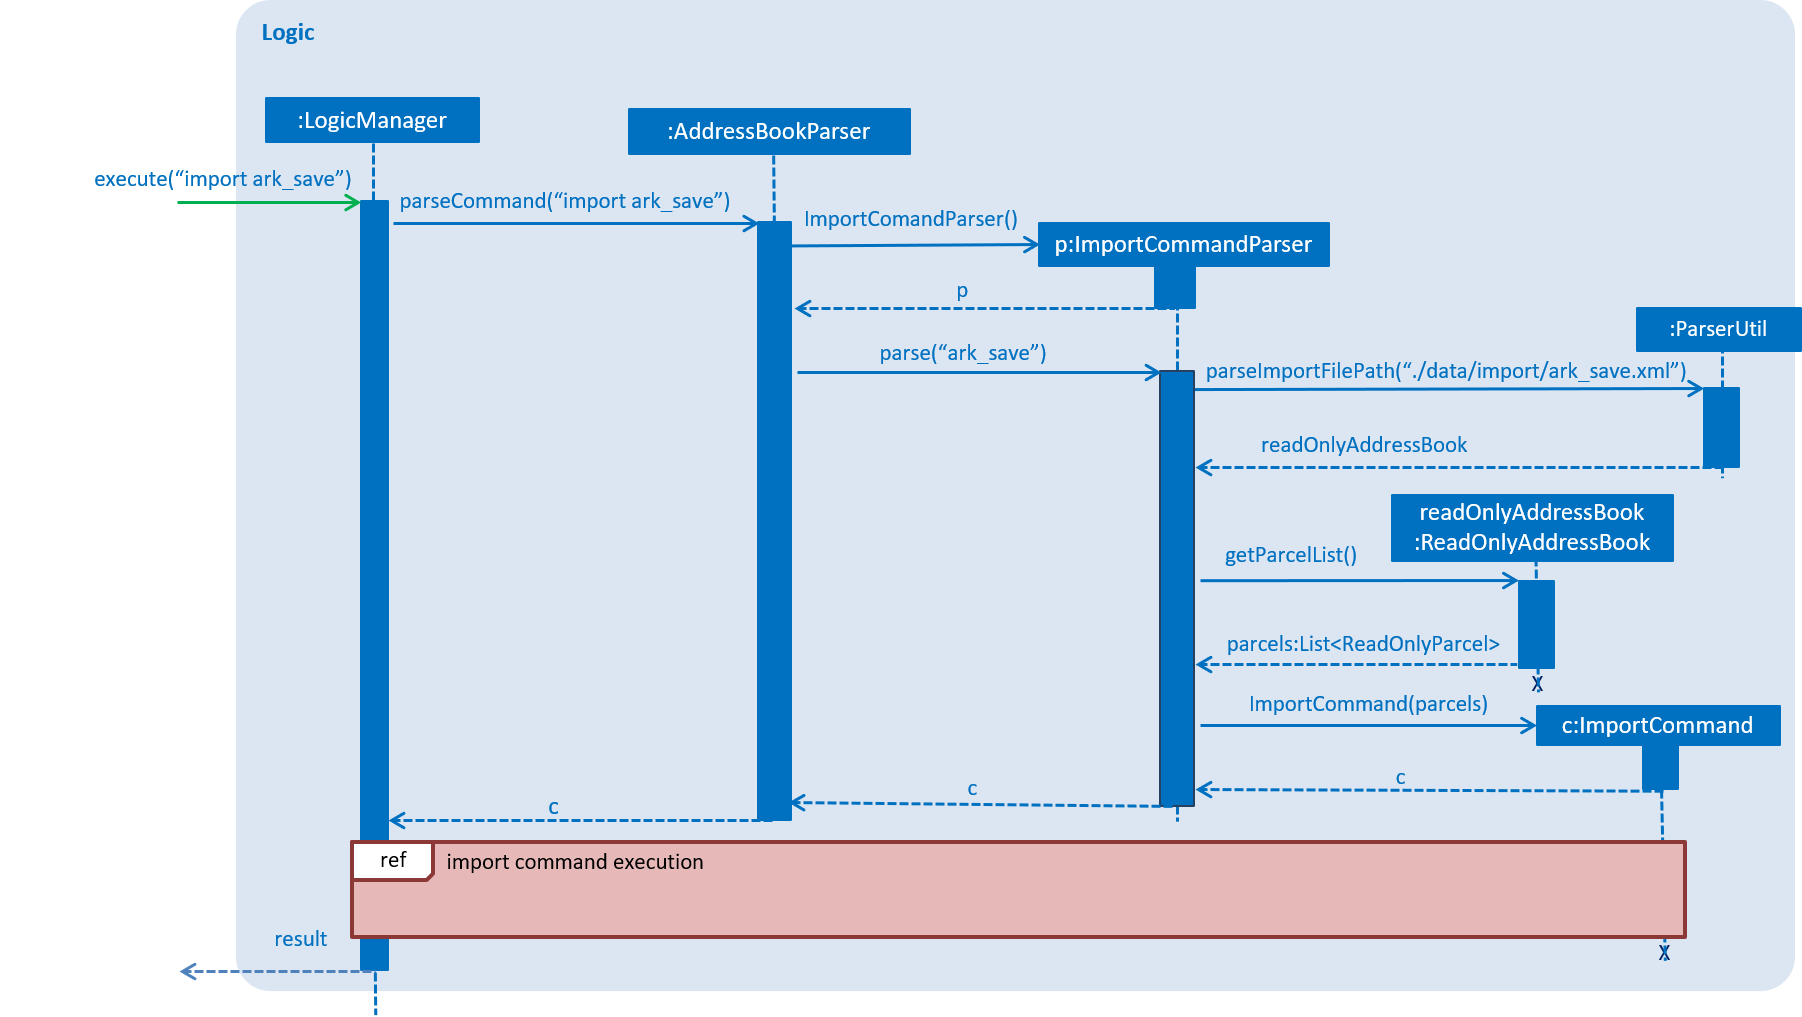 Logic
:LogicManager
:AddressBookParser
execute(“import ark_save”)
parseCommand(“import ark_save”)
ImportComandParser()
p:ImportCommandParser
p
:ParserUtil
parse(“ark_save”)
parseImportFilePath(“./data/import/ark_save.xml”)
readOnlyAddressBook
readOnlyAddressBook
:ReadOnlyAddressBook
getParcelList()
parcels:List<ReadOnlyParcel>
X
ImportCommand(parcels)
c:ImportCommand
c
c
c
ref
import command execution
result
X